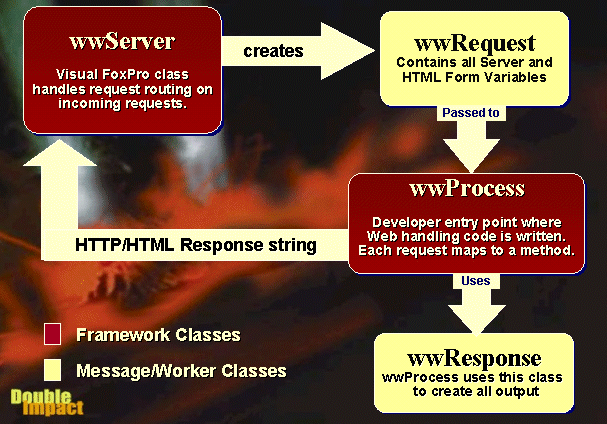 wwServer
Visual FoxPro class
handles request routing on
incoming requests.
creates
wwRequest
Contains all Server and
HTML Form Variables
Passed to
wwProcess
Developer entry point where
Web handling code is written.
Each request maps to a method.
HTTP/HTML Response string
Uses
wwResponse
wwProcess uses this class
to create all output
Framework Classes
Message/Worker Classes
Double
Impact